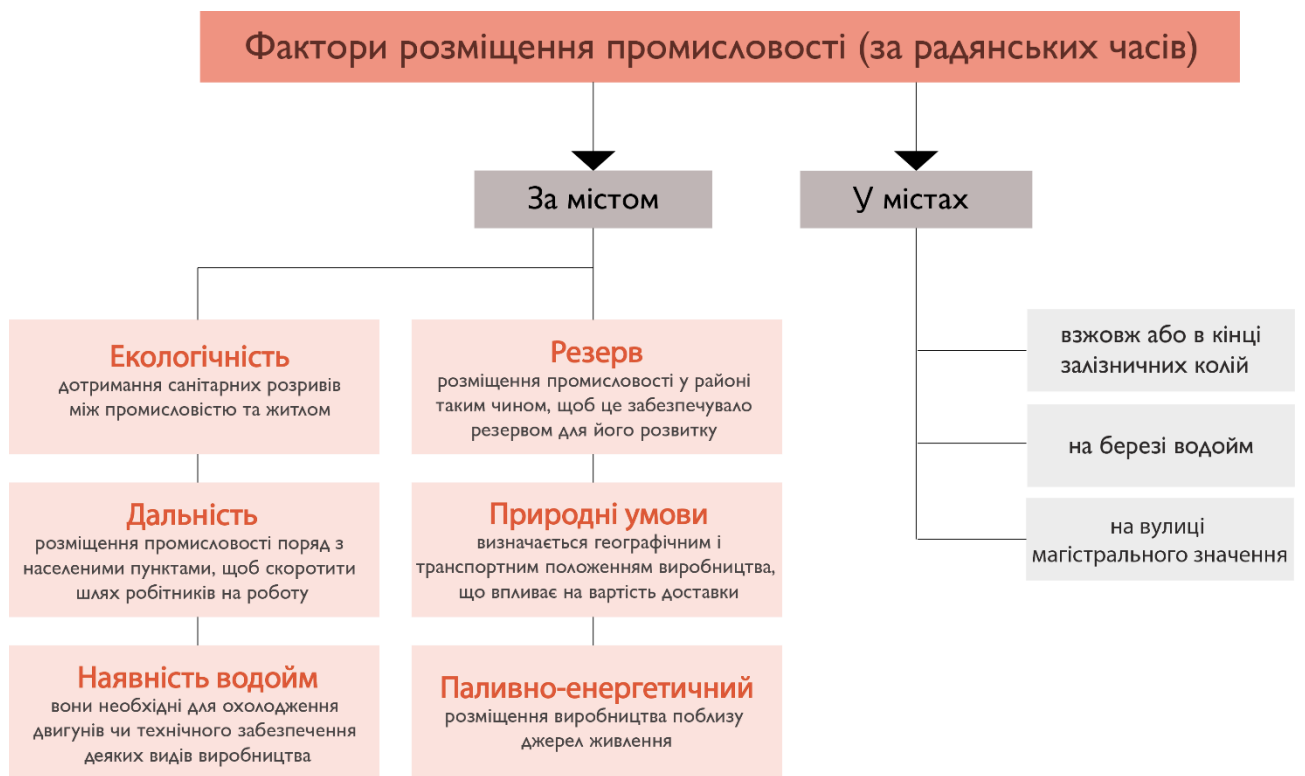 Фактори розміщення промисловості (за радянських часів)
За містом
У містах
Екологічність
дотримання санітарних розривів
між промисловістю та житлом
Дальність
розміщення промисловості поряд з
населеними пунктами, щоб скоротити
шлях робітників на роботу
Наявність водойм
вони необхідні для охолодження
двигунів чи технічного забезпечення
деяких видів виробництва
Резерв
розміщення промисловості у районі
таким чином, щоб це забезпечувало
резервом для його розвитку
Природні умови
визначається географічним і
транспортним положенням виробництва,
що впливає на вартість доставки
Паливно-енергетичний
розміщення виробництва поблизу
джерел живлення
взжовж або в кінці
залізничних колій
на березі водойм
на вулиці
магістрального значення